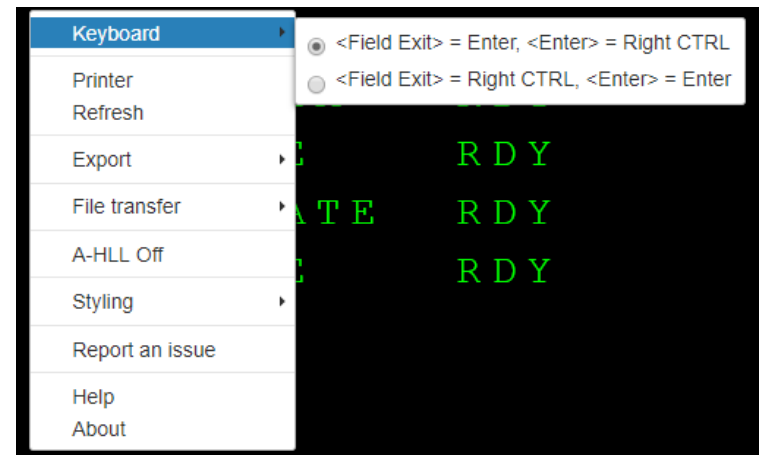 Keyboard
<Field Exit> = Enter, <Enter> = Right CTRL
<Field Exit> = Right CTRL, <Enter> = Enter
Printer
Refresh
Export
RDY
File transfer
ATE RDY
A-HLL Off
RDY
Styling
Report an issue
Help
About